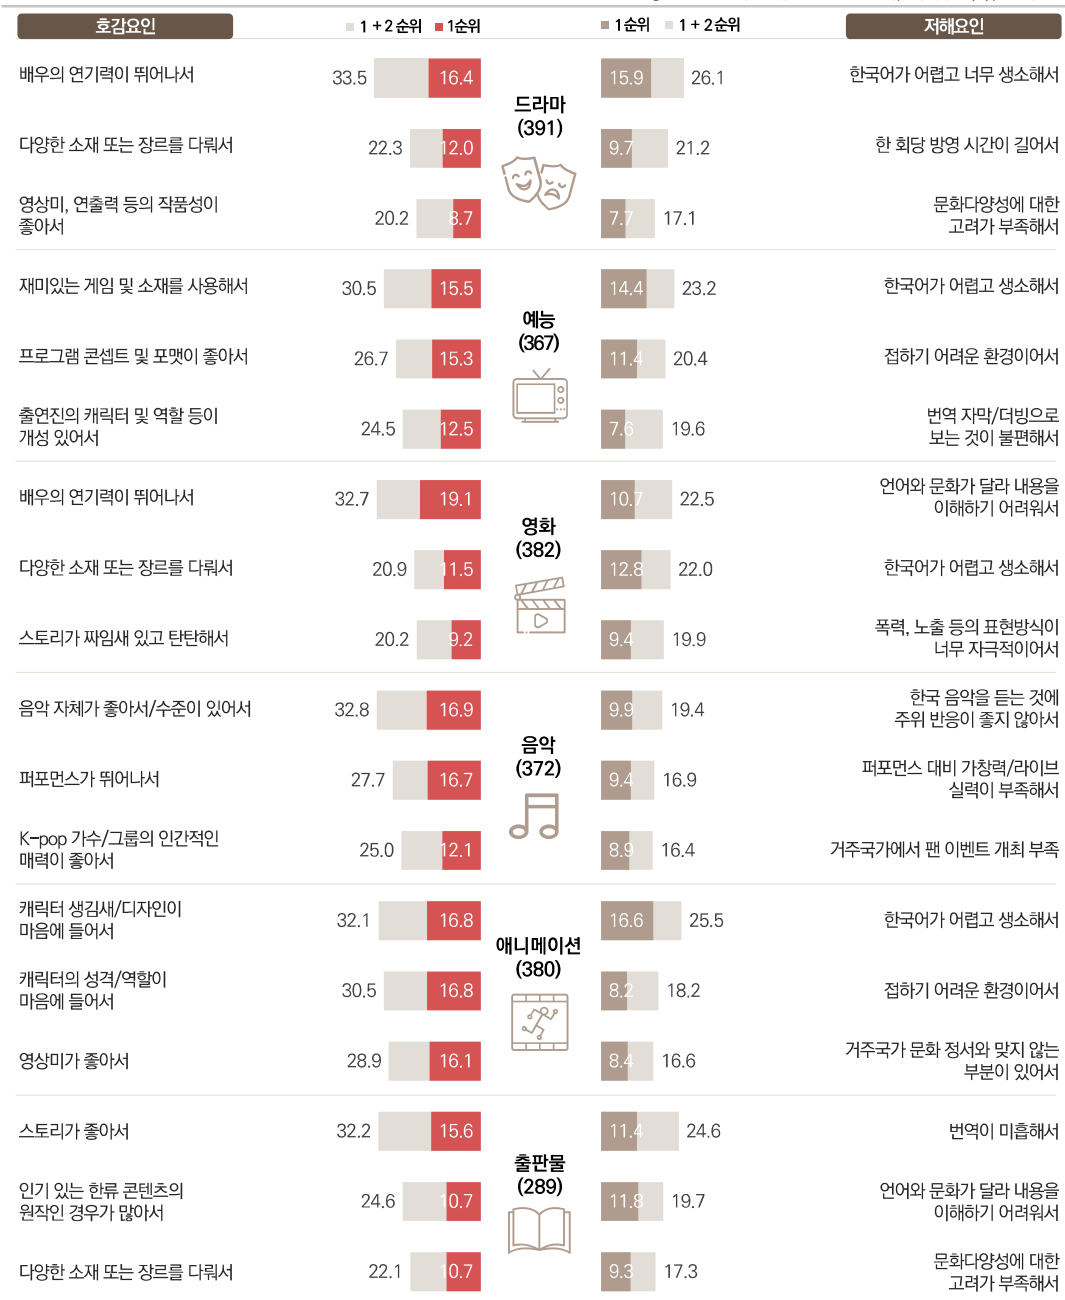 호감요인
1+2순위 1순위
1순위 1+2순위
저해요인
드라마
(391)
배우의 연기력이 뛰어나서 33.5 16.4
15.9 26.1 한국어가 어렵고 너무 생소해서
다양한 소재 또는 장르를 다뤄서 22.3 12.0
9.7 21.2 한 회당 방영 시간이 길어서
영상미, 연출력 등의 작품성이
좋아서 20.2 8.7
7.7 17.1 문화다양성에 대한
고려가 부족해서
예능
(367)
재미있는 게임 및 소재를 사용해서 30.5 15.5
14.4 23.2 한국어가 어렵고 생소해서
프로그램 콘셉트 및 포맷이 좋아서 26.7 15.3
11.4 20.4 접하기 어려운 환경이어서
출연진의 캐릭터 및 역할 등이
개성 있어서 24.5 12.5
7.6 19.6 번역 자막/더빙으로
보는 것이 불편해서
영화
(382)
배우의 연기력이 뛰어나서 32.7 19.1
10.7 22.5 언어와 문화가 달라 내용을
이해하기 어려워서
다양한 소재 또는 장르를 다뤄서 20.9 11.5
12.8 22.0 한국어가 어렵고 생소해서
스토리가 짜임새 있고 탄탄해서 20.2 9.2
9.4 19.9 폭력, 노출 등의 표현방식이
너무 자극적이어서
음악
(372)
음악 자체가 좋아서/수준이 있어서 32.8 16.9
9.9 19.4 한국 음악을 듣는 것에
주위 반응이 좋지 않아서
퍼포먼스가 뛰어나서 27.7 16.7
9.4 16.9 퍼포먼스 대비 가창력/라이브
실력이 부족해서
K-pop 가수/그룹의 인간적인
매력이 좋아서 25.0 12.1
8.9 16.4 거주국가에서 팬 이벤트 개최 부족
애니메이션
(380)
캐릭터 생김새/디자인이
마음에 들어서 32.1 16.8
16.6 25.5 한국어가 어렵고 생소해서
캐릭터의 성격/역할이
마음에 들어서 30.5 16.8
8.2 18.2 접하기 어려운 환경이어서
영상미가 좋아서 28.9 16.1
8.4 16.6 거주국가 문화 정서와 맞지 않는
부분이 있어서
출판물
(289)
스토리가 좋아서 32.2 15.6
11.4 24.6 번역이 미흡해서
인기 있는 한류 콘텐츠의
원작인 경우가 많아서 24.6 10.7
11.8 19.7 언어와 문화가 달라 내용을
이해하기 어려워서
다양한 소재 또는 장르를 다뤄서 22.1 10.7
9.3 17.3 문화다양성에 대한
고려가 부족해서